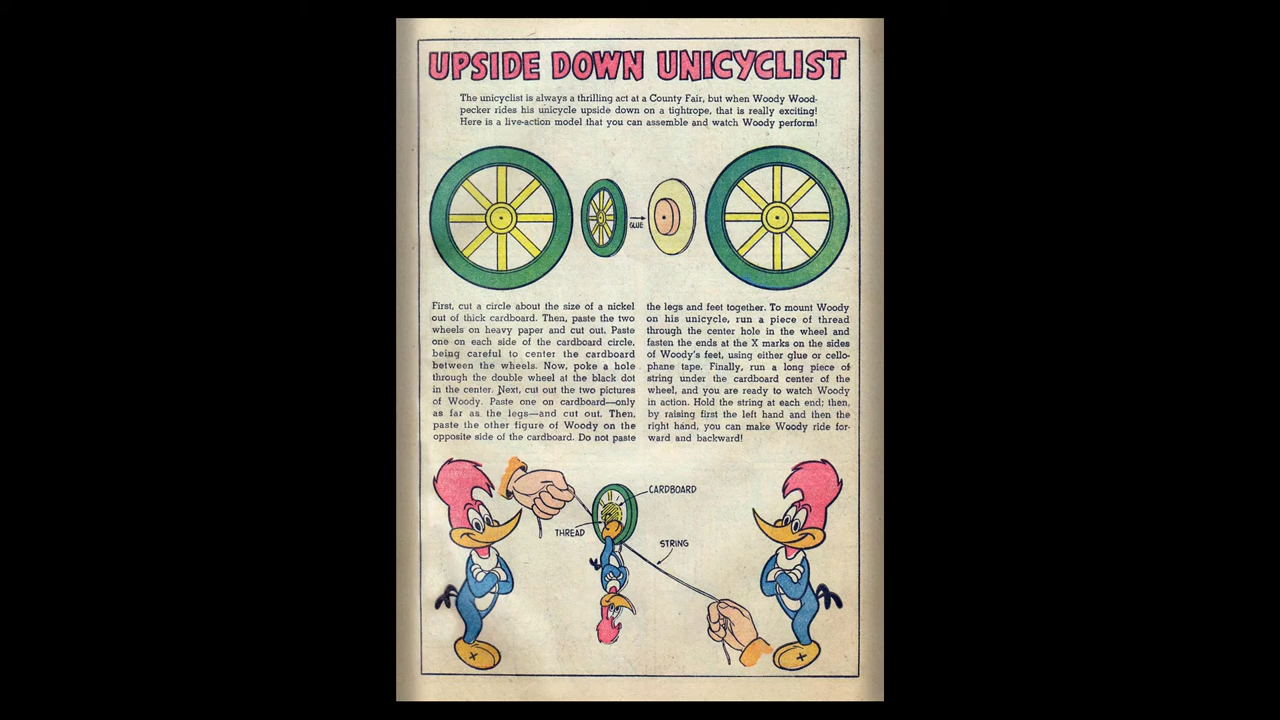 UPSIDE DOWN UNICYCLIST
The unicyclist is always a thrilling act at a County Fair, but when Woody Wood-
pecker rides his unicycle upside down on a tightrope, that is really exciting!
Here is a live-action model that you can assemble and watch Woody perform!
GLUE
First, cut a circle about the size of a nickel
out of thick cardboard. Then, paste the two
wheels on heavy paper and cut out. Paste
one on each side of the cardboard circle,
being careful to center the cardboard
between the wheels. Now, poke a hole
through the double wheel at the black dot
in the center. Next, cut out the two pictures
of Woody. Paste one on cardboard—only
as far as the legs—and cut out. Then,
paste the other figure of Woody on the
opposite side of the cardboard. Do not paste
the legs and feet together. To mount Woody
on his unicycle, run a piece of thread
through the center hole in the wheel and
fasten the ends at the X marks on the sides
of Woody's feet, using either glue or cello-
phane tape. Finally, run a long piece of
string under the cardboard center of the
wheel, and you are ready to watch Woody
in action. Hold the string at each end; then,
by raising first the left hand and then the
right hand, you can make Woody ride for-
ward and backward!
CARDBOARD
THREAD
STRING
X
X